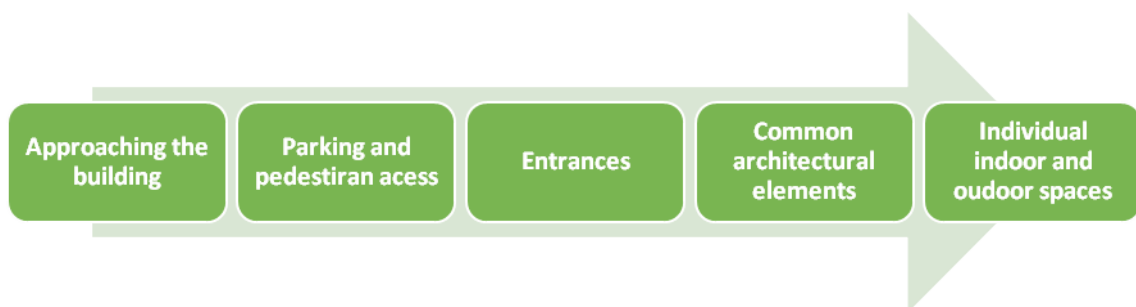 Approaching the
building
Parking and
pedestiran acess
Entrances
Common
architectural
elements
Individual
indoor and
oudoor spaces